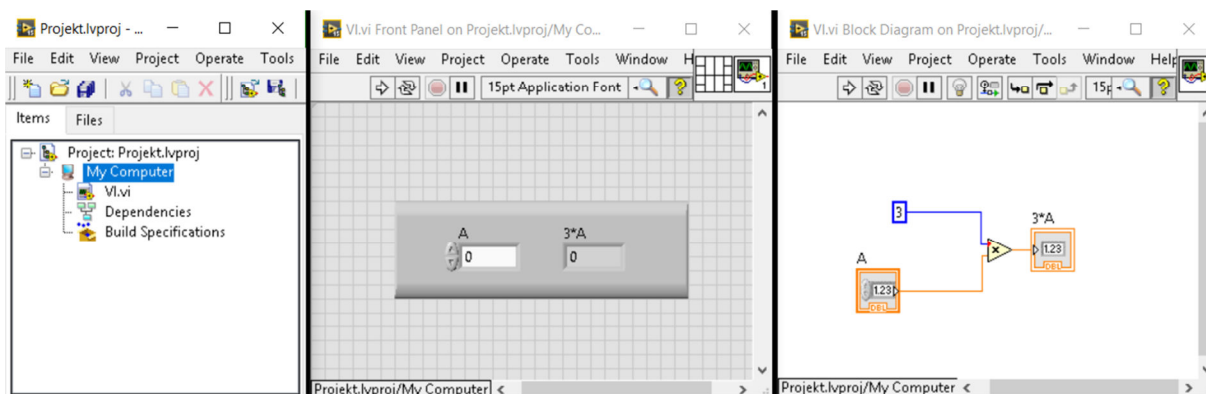 Projekt.lvproj - ...
File Edit View Project Operate Tools
Items Files
Project: Projekt.lvproj
My Computer
VI.vi
Dependencies
Build Specifications
VI.vi Front Panel on Projekt.lvproj/My Co...
File Edit View Project Operate Tools Window H
15pt Application Font
1
A 3*A
0 0
Projekt.lvproj/My Computer
VI.vi Block Diagram on Projekt.lvproj/...
File Edit View Project Operate Tools Window Help
15p
3
3*A
1.23
DBL
A
1.23
DBL
Projekt.lvproj/My Computer